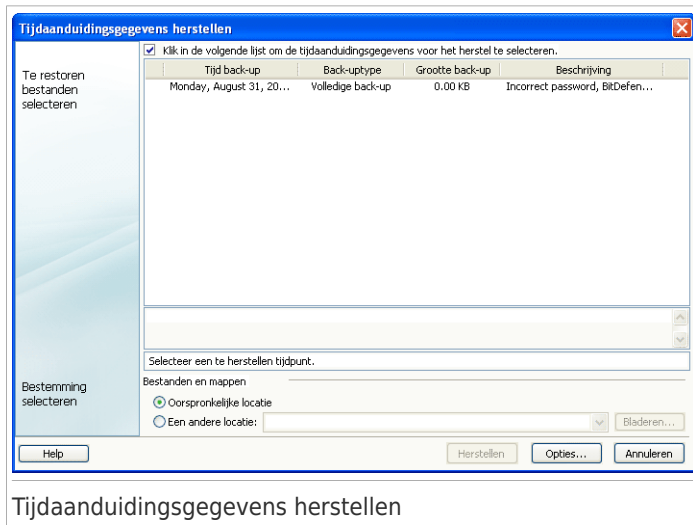 Tijdaanduidingsgegevens herstellen
Te restoren
bestanden
selecteren
Klik in de volgende lijst om de tijdaanduidingsgegevens voor het herstel te selecteren.
Tijd back-up Back-uptype Grootte back-up Beschrijving
Monday, August 31, 20... Volledige back-up 0.00 KB Incorrect password, BitDefen...
Selecteer een te herstellen tijdpunt.
Bestemming
selecteren
Bestanden en mappen
Oorspronkelijke locatie
Een andere locatie: Bladeren...
Help Herstellen Opties... Annuleren
Tijdaanduidingsgegevens herstellen